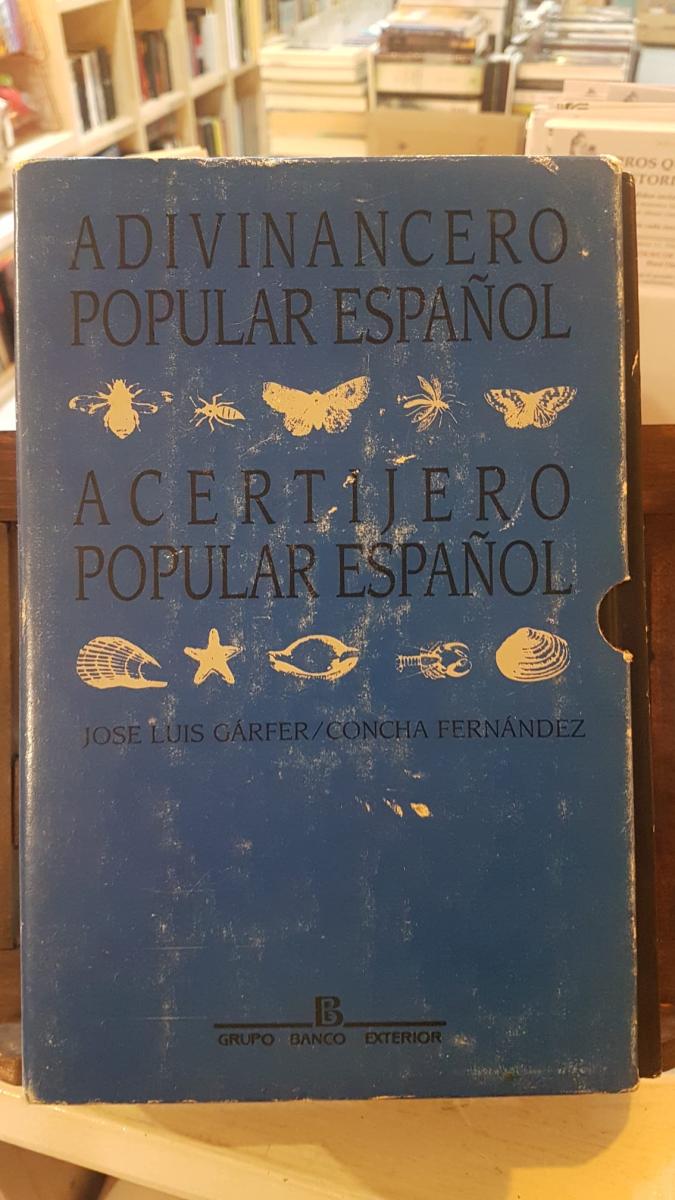 ADIVINANCERO
POPULAR ESPAÑOL
ACERTIJERO
POPULAR ESPAÑOL
JOSE LUIS GÁRFER/CONCHA FERNÁNDEZ
B
GRUPO BANCO EXTERIOR